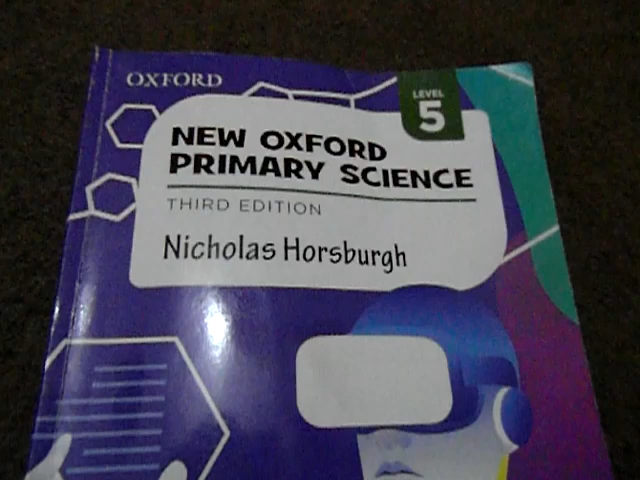 OXFORD
LEVEL
5
NEW OXFORD
PRIMARY SCIENCE
THIRD EDITION
Nicholas Horsburgh